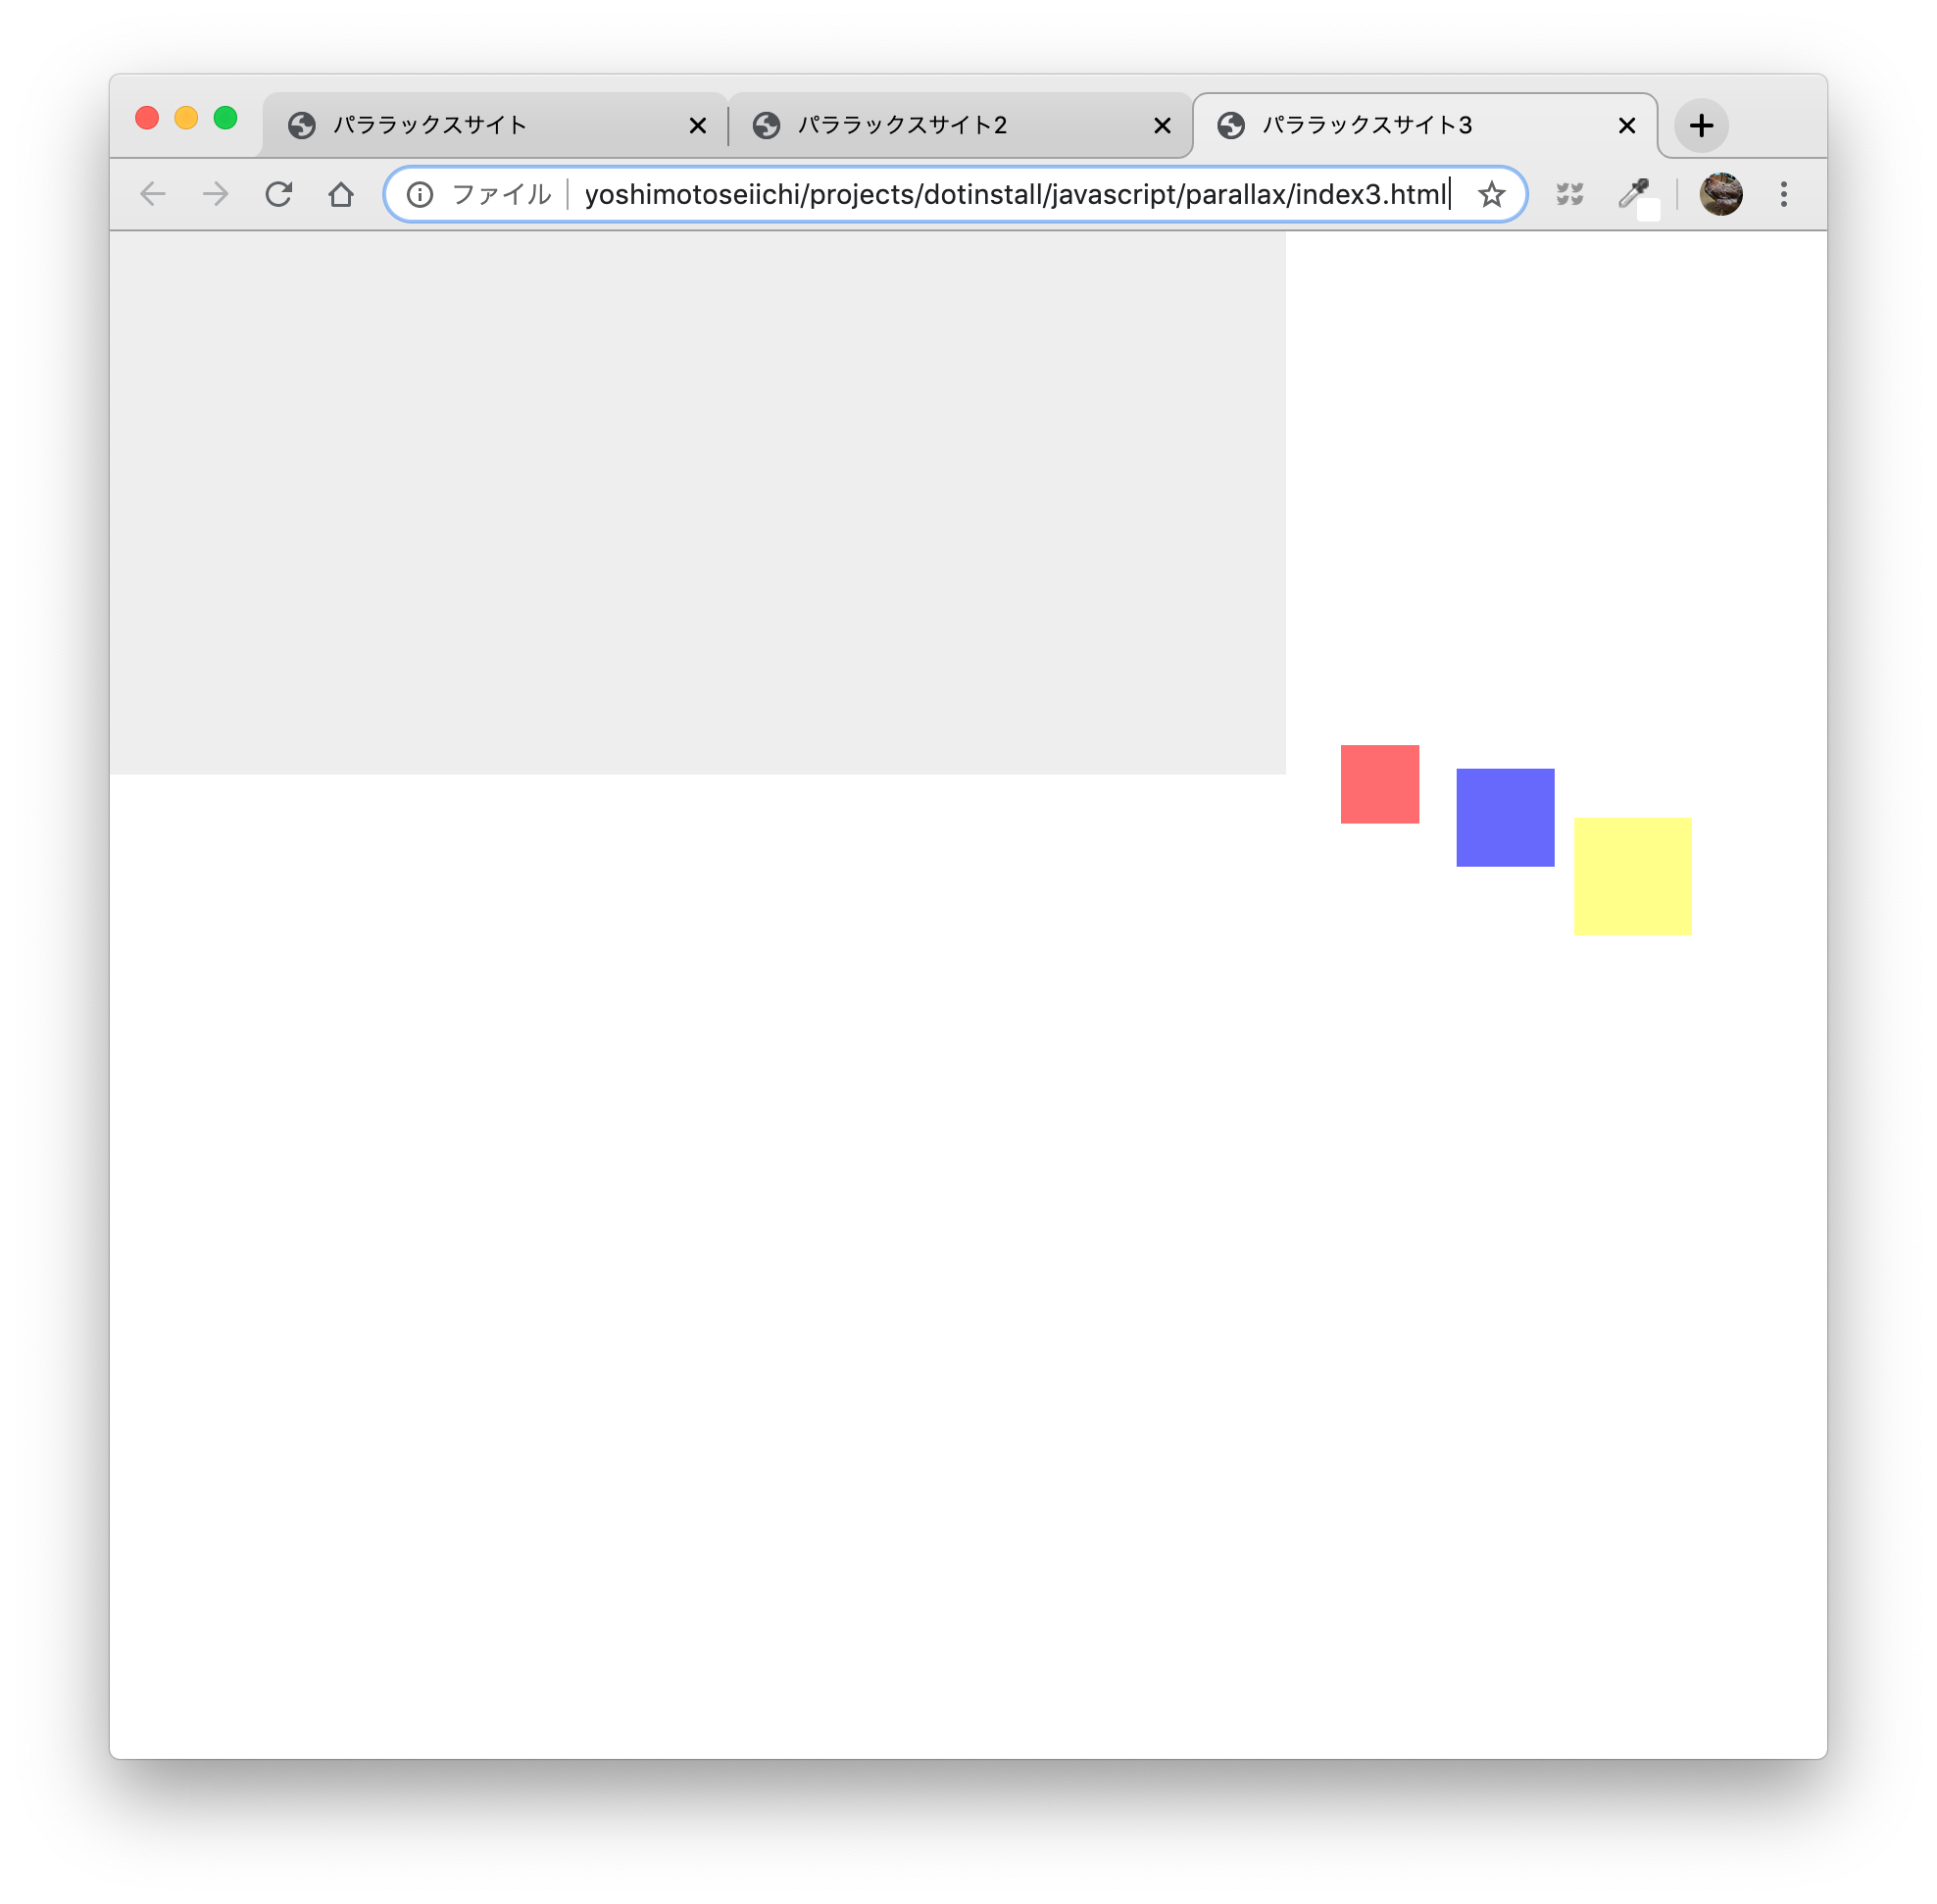 パララックスサイト
パララックスサイト2
パララックスサイト3
ファイル yoshimotoseiichi/projects/dotinstall/javascript/parallax/index3.html